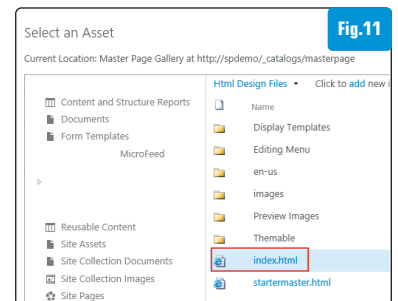 Select an Asset
Fig.11
Current Location: Master Page Gallery at http://spdemo/_catalogs/masterpage
Html Design Files • Click to add new i
Name
Content and Structure Reports
Documents
Form Templates
MicroFeed
Reusable Content
Site Assets
Site Collection Documents
Site Collection Images
Site Pages
Display Templates
Editing Menu
en-us
images
Preview Images
Themable
index.html
startermaster.html